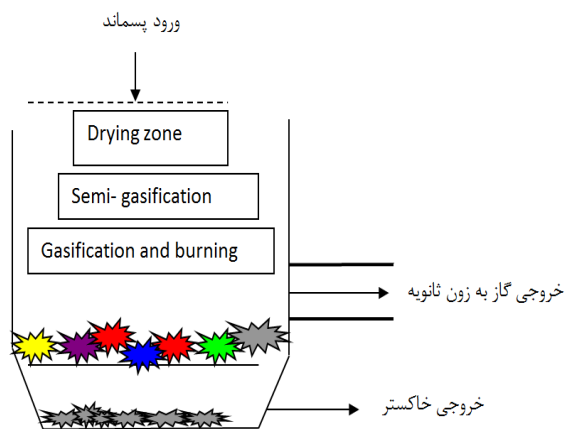 ورود پسماند
Drying zone
Semi- gasification
Gasification and burning
خروجی گاز به زون ثانویه
خروجی خاکستر